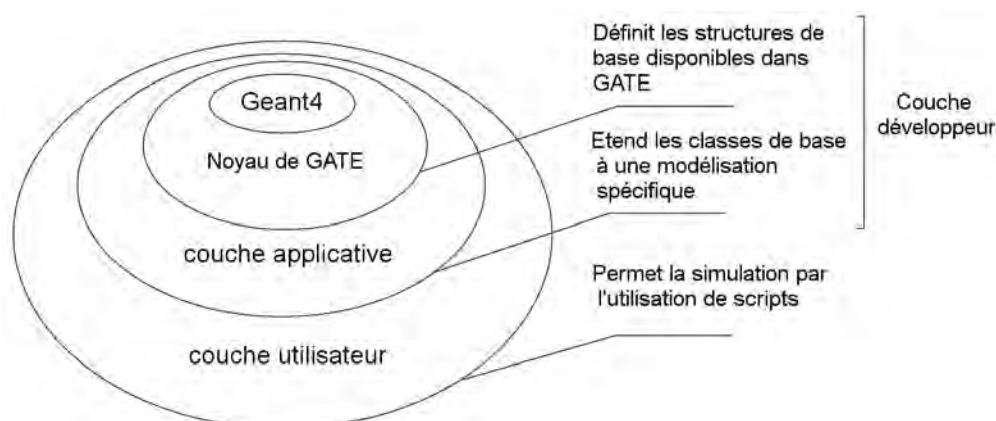 Geant4
Noyau de GATE
couche applicative
couche utilisateur
Définit les structures de
base disponibles dans
GATE
Etend les classes de base
à une modélisation
spécifique
Permet la simulation par
l'utilisation de scripts
Couche
développeur